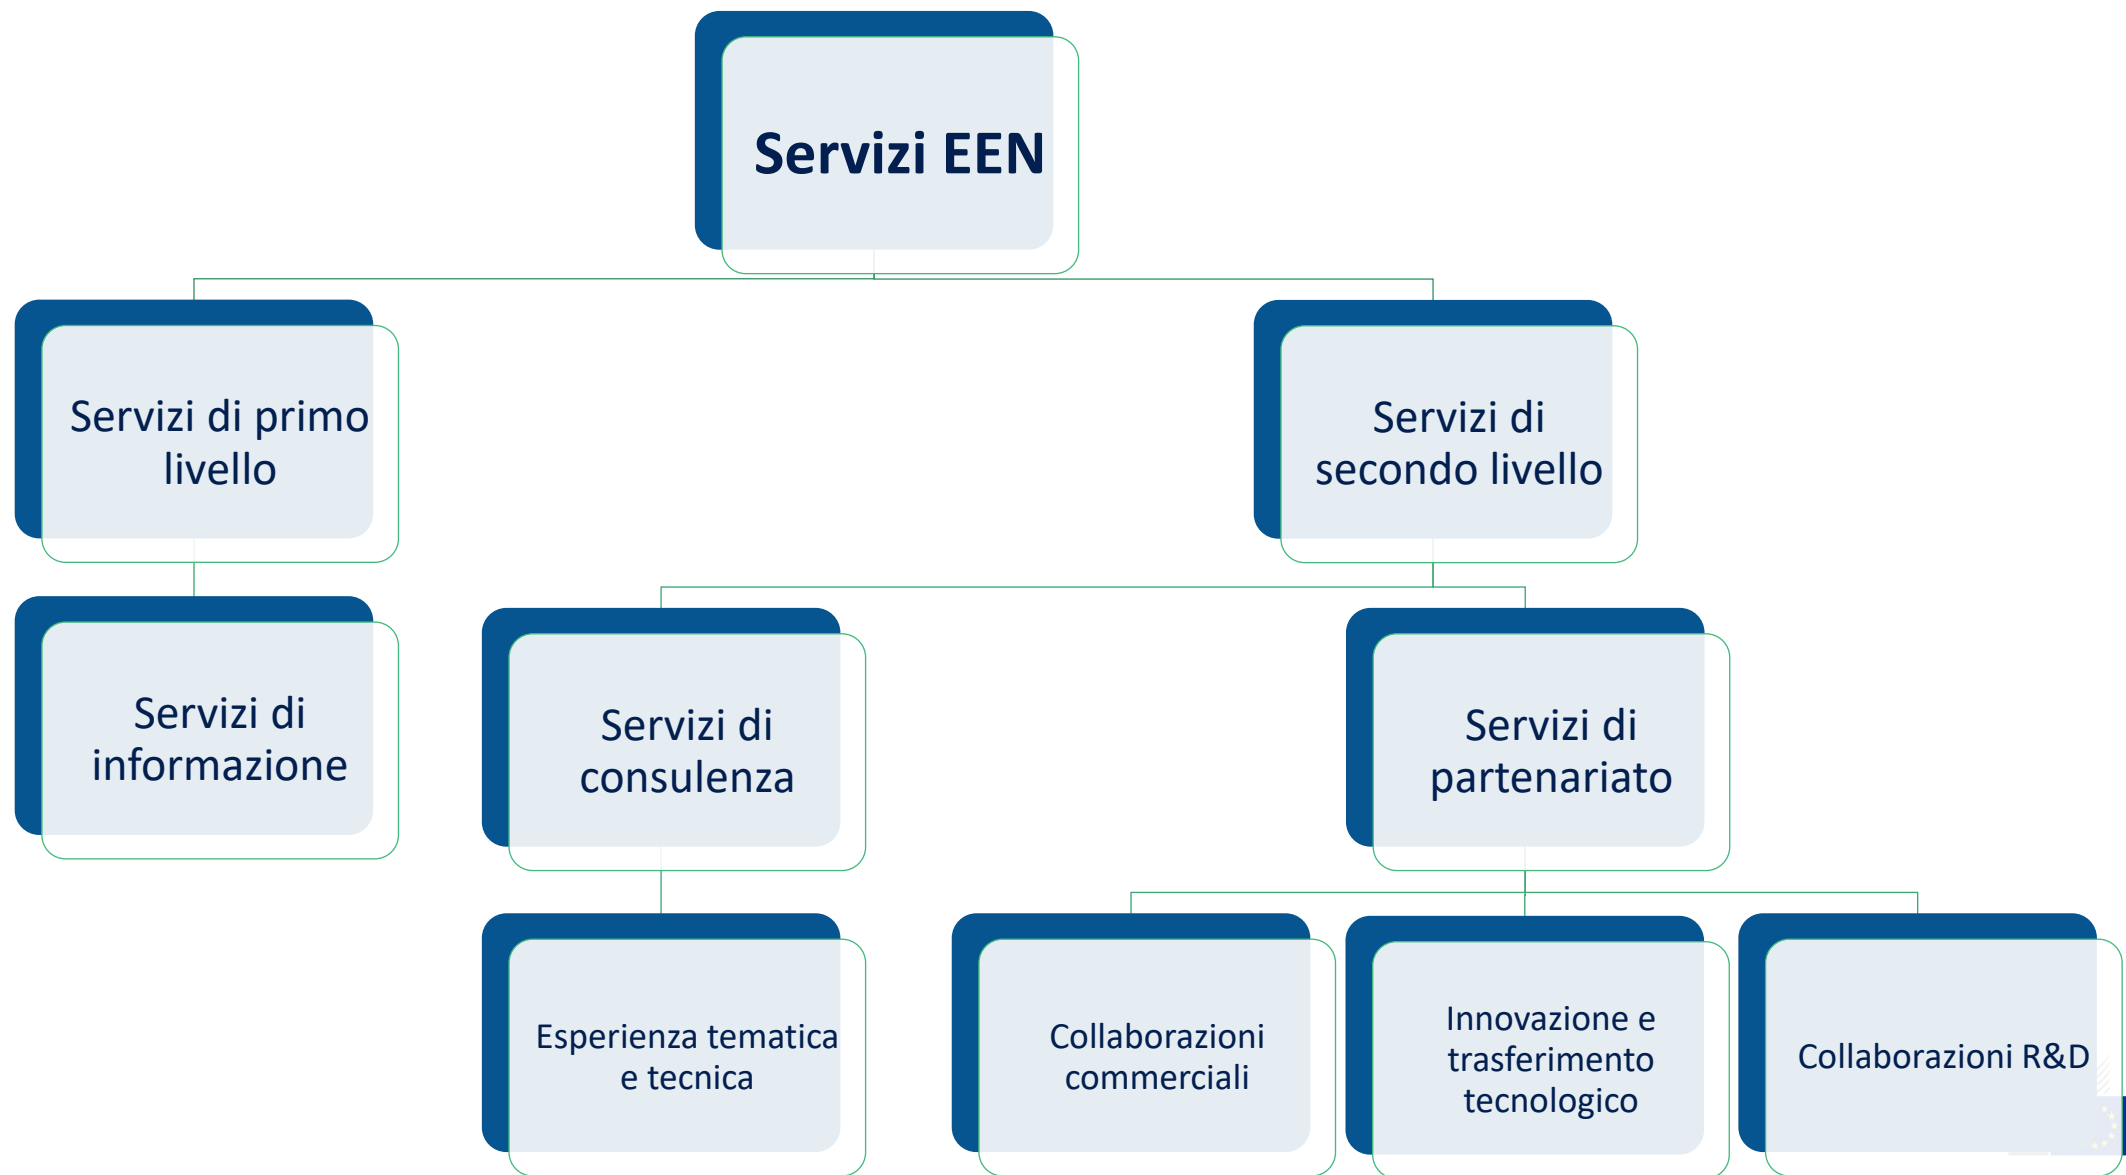 Servizi EEN
Servizi di primo
livello
Servizi di
secondo livello
Servizi di
informazione
Servizi di
consulenza
Servizi di
partenariato
Esperienza tematica
e tecnica
Collaborazioni
commerciali
Innovazione e
trasferimento
tecnologico
Collaborazioni R&D